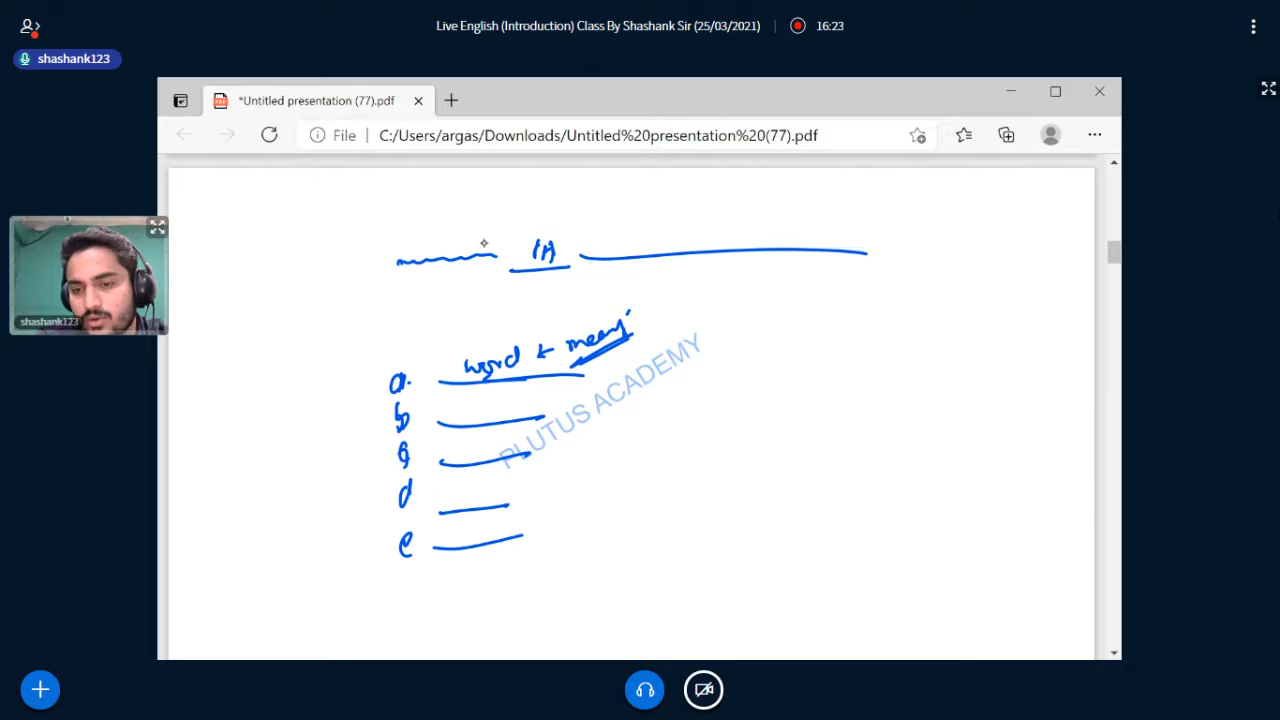 Live English (Introduction) Class By Shashank Sir (25/03/2021)
16:23
shashank123
*Untitled presentation (77).pdf
File
C:/Users/argas/Downloads/Untitled%20presentation%20(77).pdf
(A)
word
a.
b
d
e
PLUTUS ACADEMY
shashank123